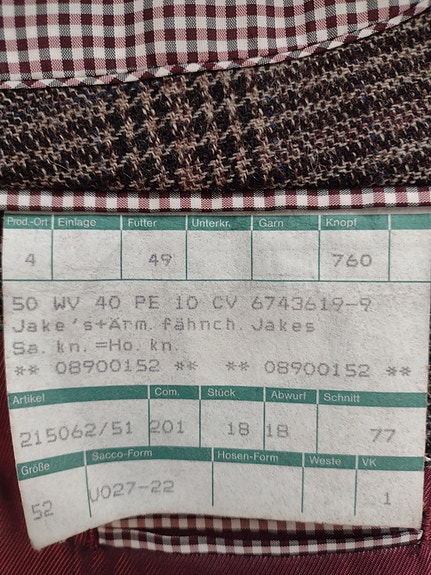 Prod.-Ort Einlage Futter Unterkr. Garn Knopf
4 49 760
50 WV 40 PE 10 CV 6743619-9
Jake's+Ärm. fähnch. Jakes
Sa. kn. =Ho. kn.
** 08900152 ** ** 08900152 **
Artikel Com. Stück Abwurf Schnitt
215062/51 201 18 18 77
Größe Sacco-Form Hosen-Form Weste VK
52 U027-22 1